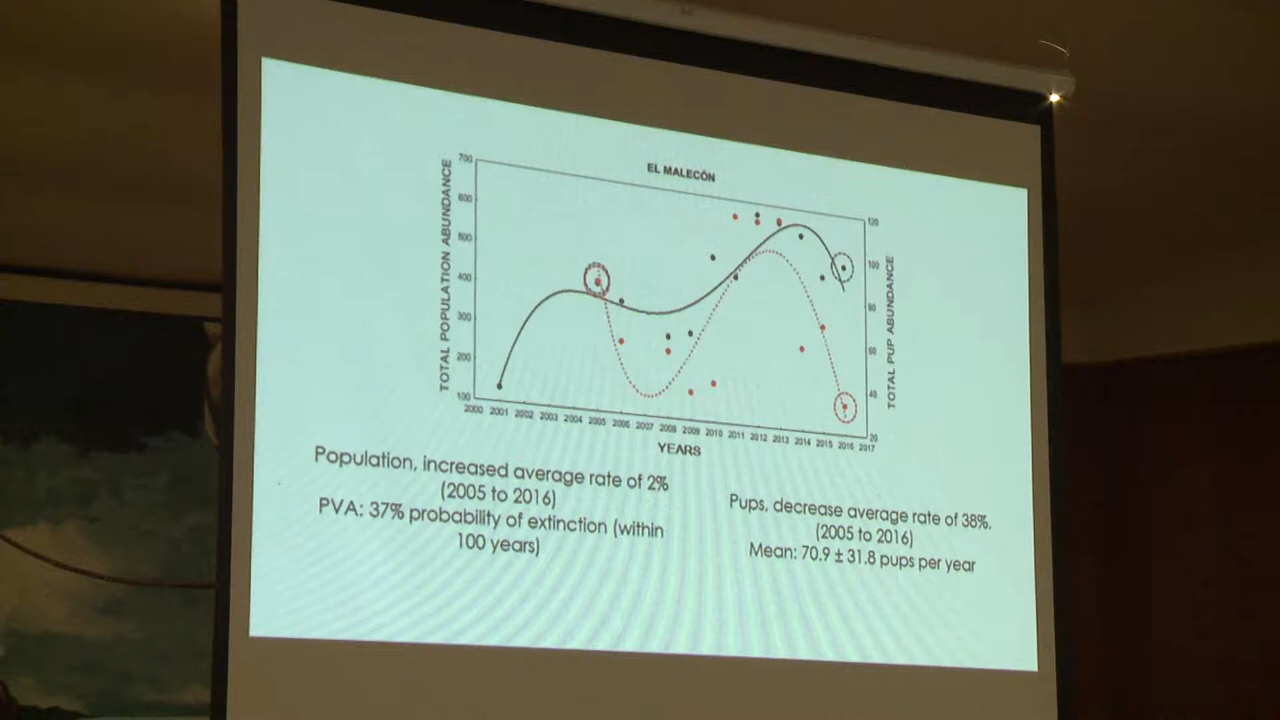 EL MALECÓN
TOTAL POPULATION ABUNDANCE
700
600
500
400
300
200
100
2000 2001 2002 2003 2004 2005 2006 2007 2008 2009 2010 2011 2012 2013 2014 2015 2016 2017
YEARS
120
100
80
60
40
20
TOTAL PUP ABUNDANCE
Population, increased average rate of 2%
(2005 to 2016)
PVA: 37% probability of extinction (within
100 years)
Pups, decrease average rate of 38%.
(2005 to 2016)
Mean: 70.9 ± 31.8 pups per year